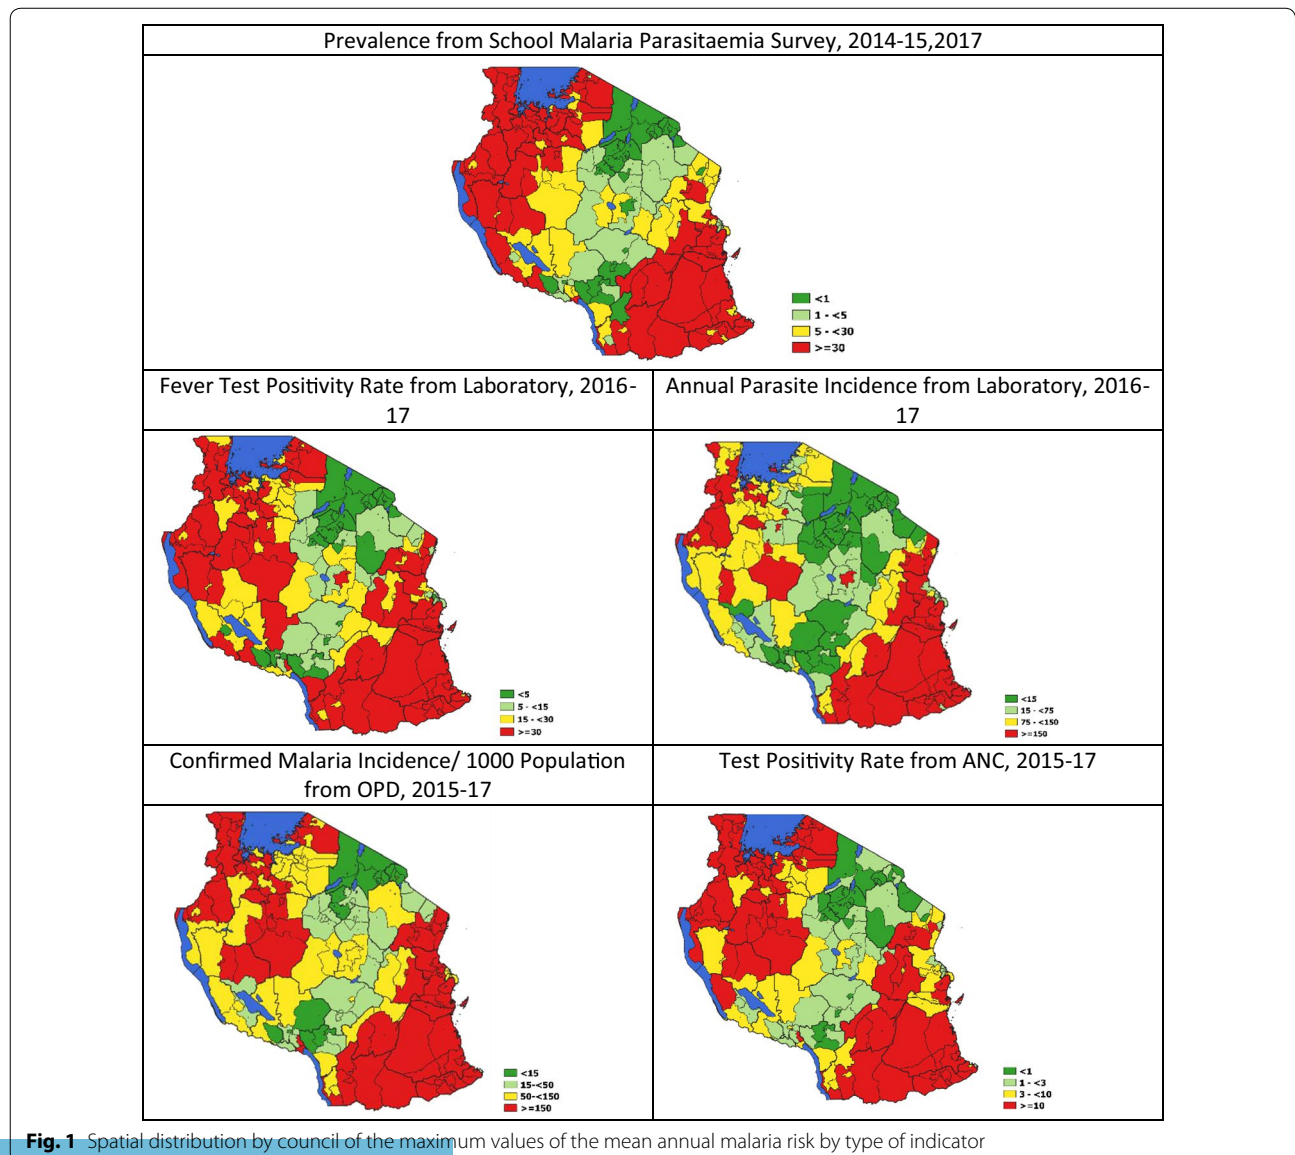 Prevalence from School Malaria Parasitaemia Survey, 2014-15,2017
<1
1 - <5
5 - <30
>=30
Fever Test Positivity Rate from Laboratory, 2016-
17
Annual Parasite Incidence from Laboratory, 2016-
17
<5
5 - <15
15 - <30
>=30
<15
15 - <75
75 - <150
>=150
Confirmed Malaria Incidence/ 1000 Population
from OPD, 2015-17
Test Positivity Rate from ANC, 2015-17
<15
15-<50
50-<150
>=150
<1
1 - <3
3 - <10
>=10
Fig. 1 Spatial distribution by council of the maximum values of the mean annual malaria risk by type of indicator